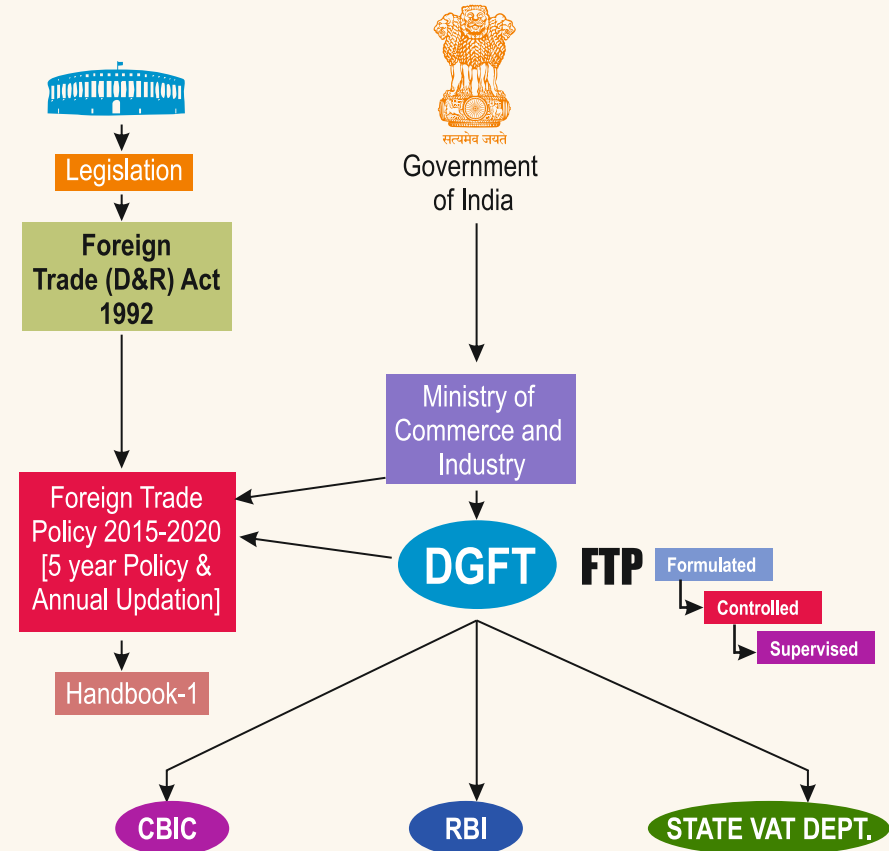 सत्यमेव जयते
Government
of India
Legislation
Foreign
Trade (D&R) Act
1992
Ministry of
Commerce and
Industry
Foreign Trade
Policy 2015-2020
[5 year Policy &
Annual Updation]
DGFT
FTP
Formulated
Controlled
Supervised
Handbook-1
CBIC
RBI
STATE VAT DEPT.